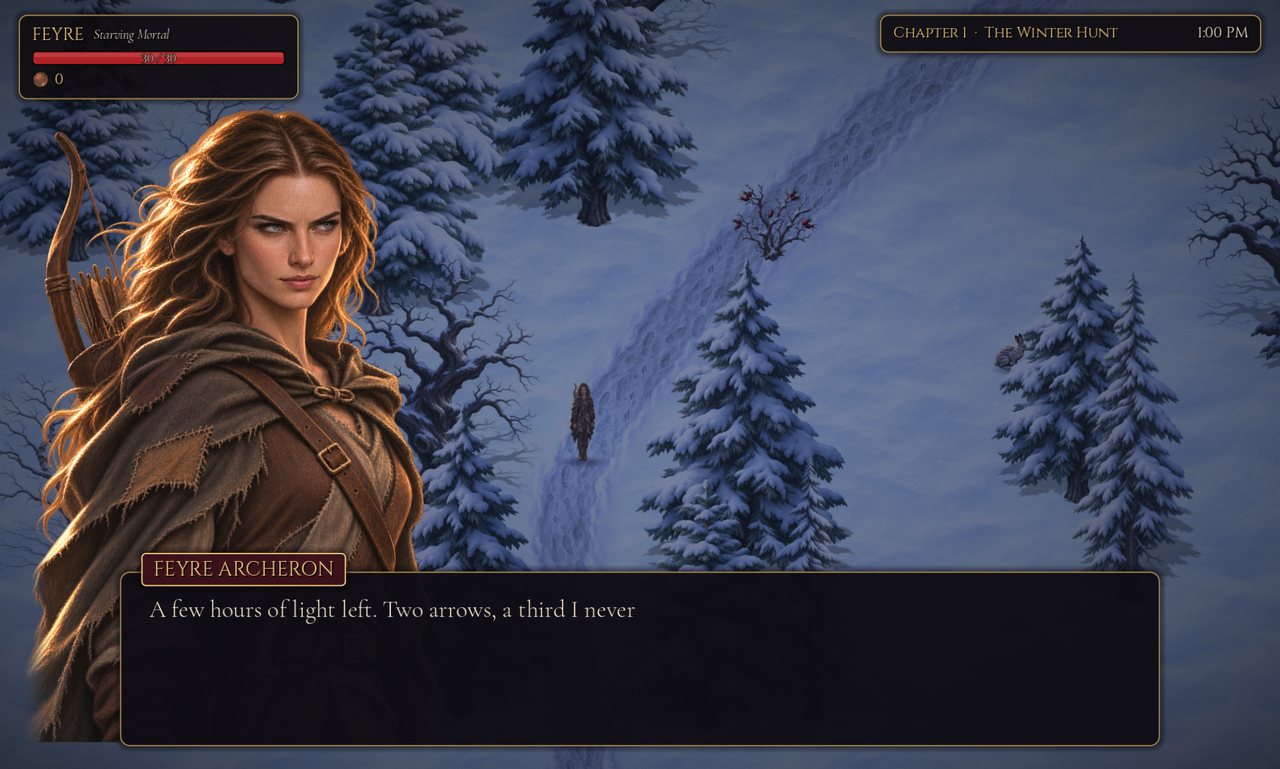 FEYRE Starving Mortal
30 / 30
0
CHAPTER I · THE WINTER HUNT 1:00 PM
FEYRE ARCHERON
A few hours of light left. Two arrows, a third I never